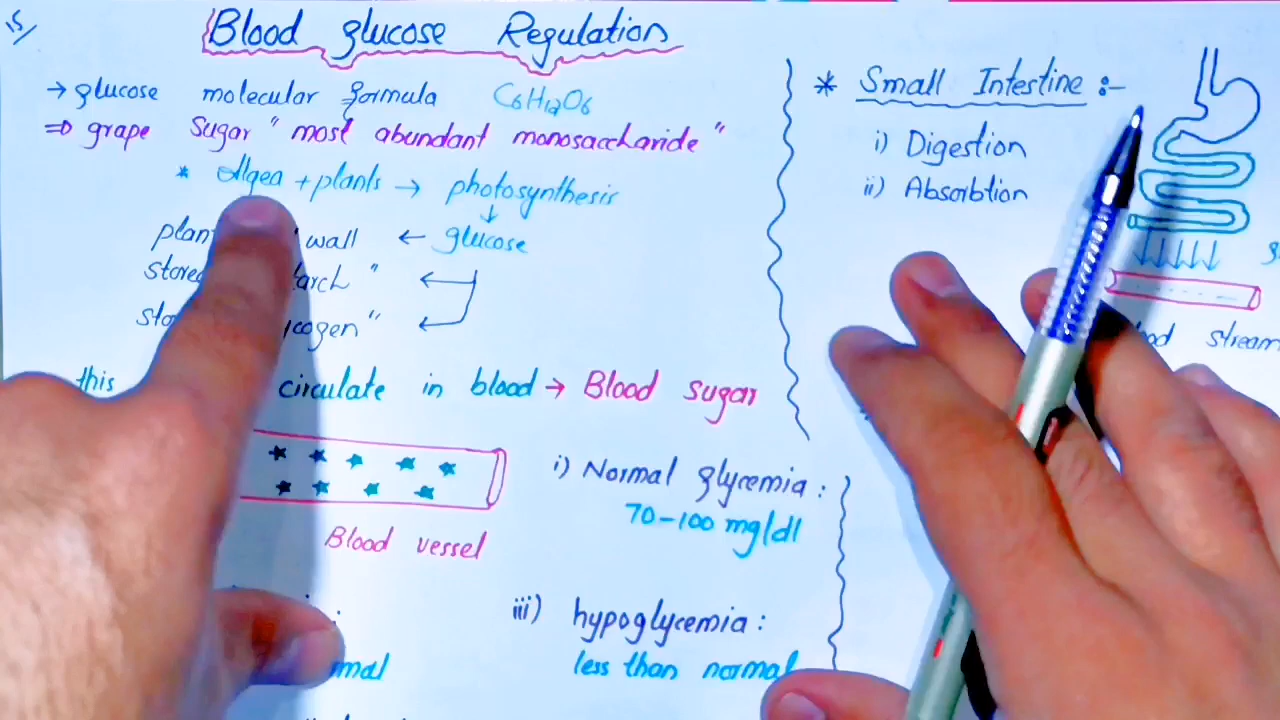 15/
Blood glucose Regulation
→ glucose molecular formula C6H12O6
⇒ grape Sugar " most abundant monosaccharide "
* Algea + plants → photosynthesis
↓
wall ← glucose
stored "
"
this circulate in blood → Blood sugar
Blood vessel
i) Normal glycemia :
70-100 mg/dl
iii) hypoglycemia :
less than normal
* Small Intestine :-
i) Digestion
ii) Absorbtion
stream